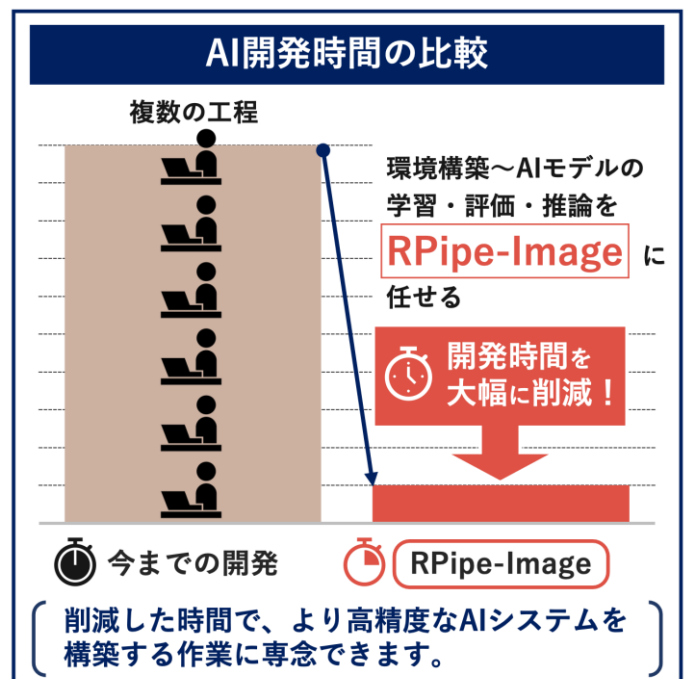 AI開発時間の比較
複数の工程
環境構築～AIモデルの
学習・評価・推論を
RPipe-Image に
任せる
開発時間を
大幅に削減！
今までの開発
RPipe-Image
削減した時間で、より高精度なAIシステムを
構築する作業に専念できます。